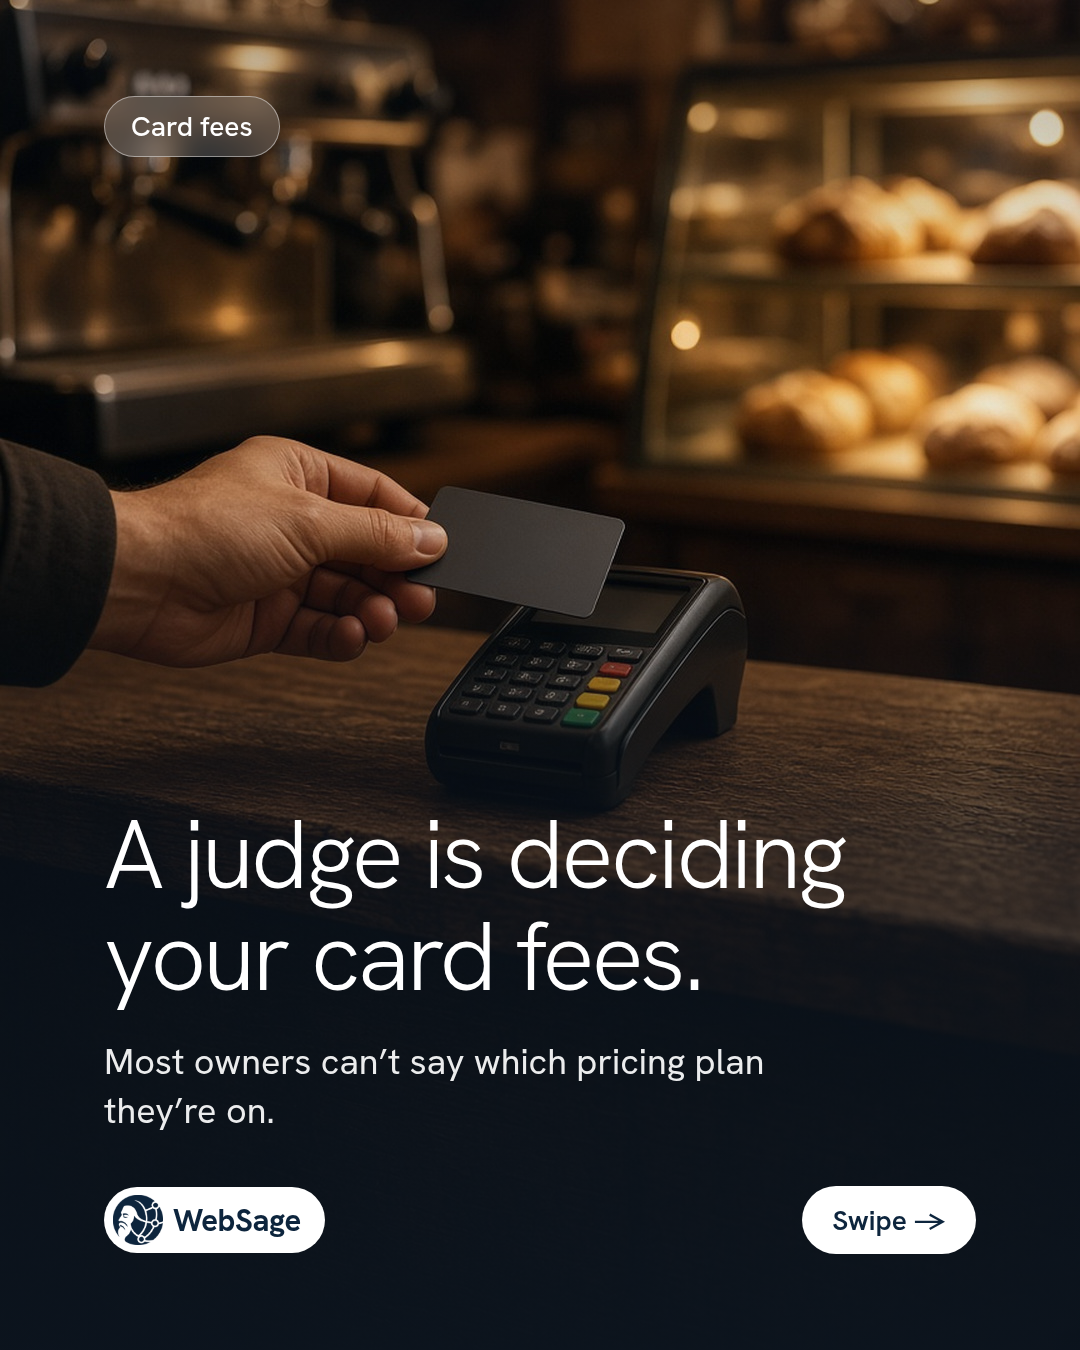 Card fees
A judge is deciding
your card fees.
Most owners can’t say which pricing plan
they’re on.
WebSage
Swipe →